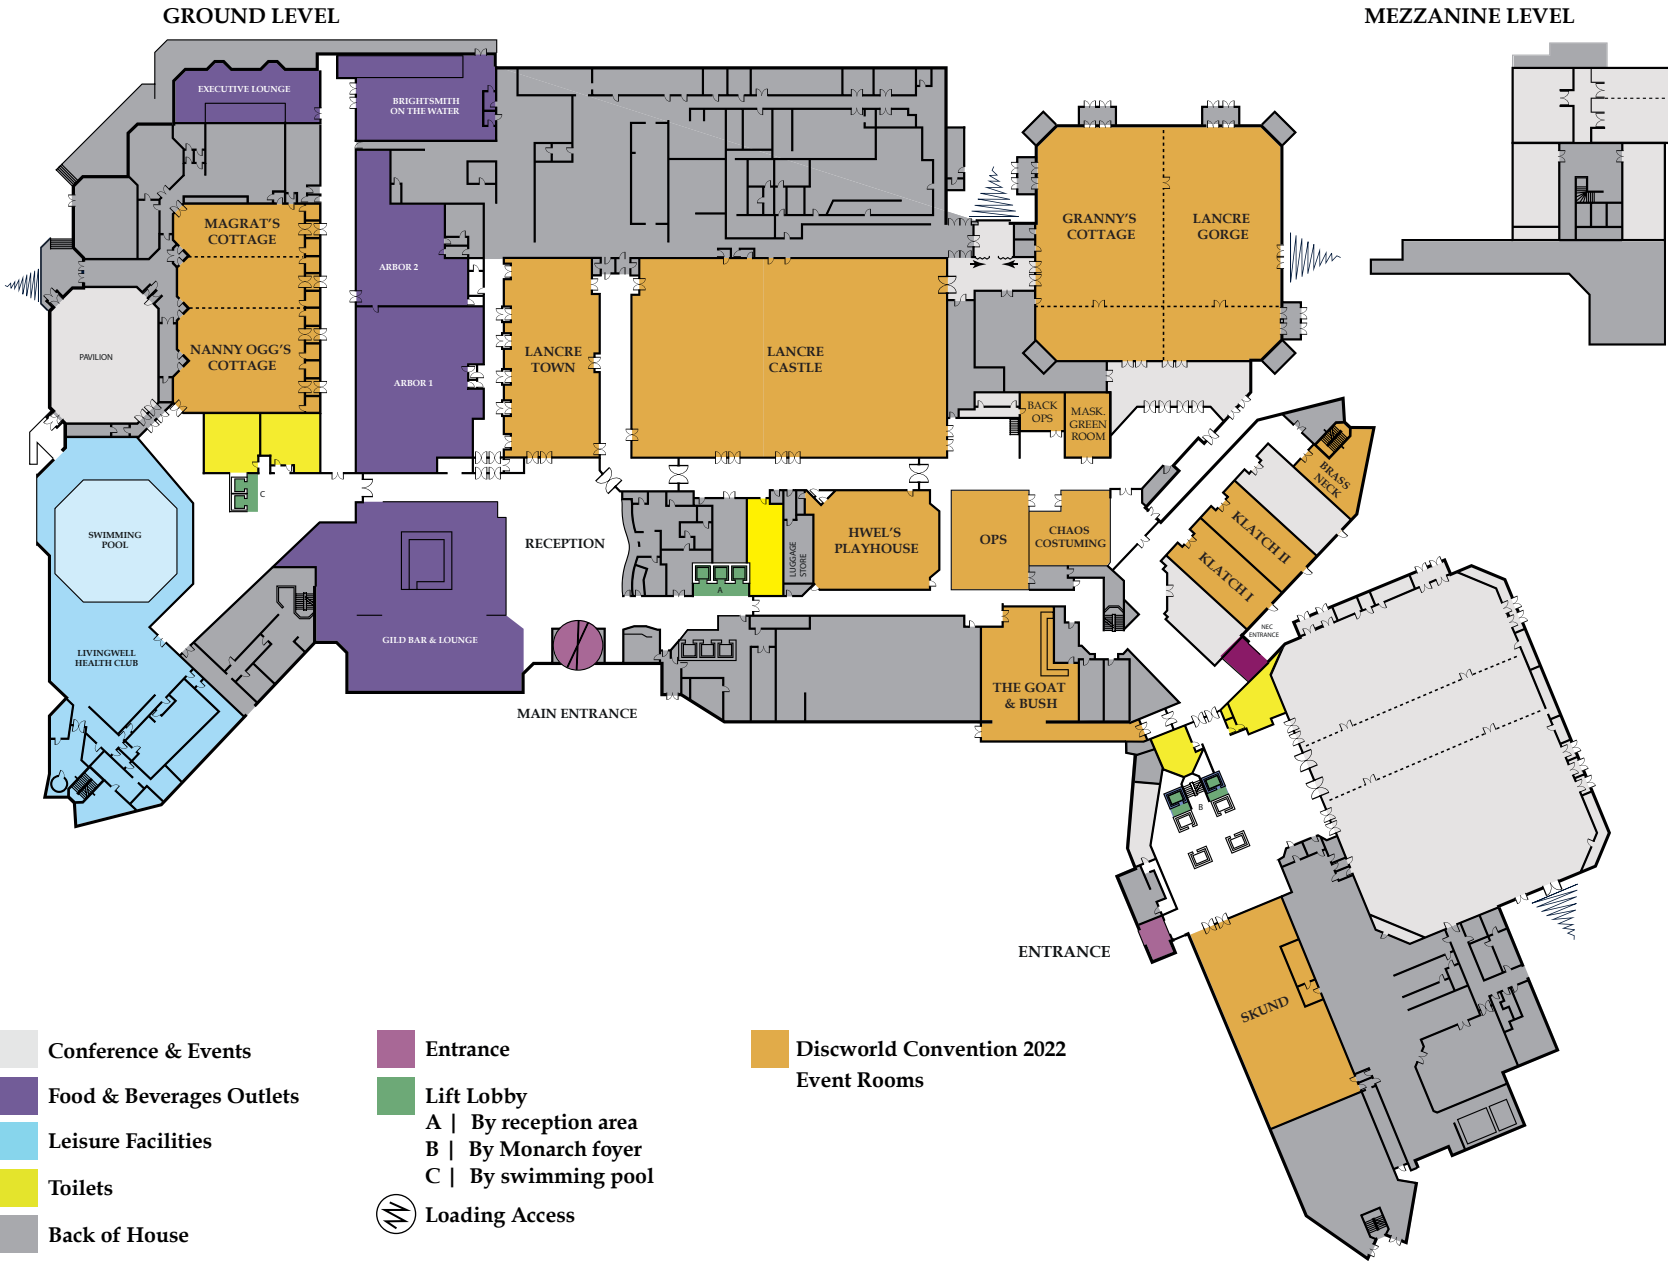 GROUND LEVEL
MEZZANINE LEVEL
EXECUTIVE LOUNGE
BRIGHTSMITH
ON THE WATER
MAGRAT'S
COTTAGE
ARBOR 2
GRANNY'S
COTTAGE
LANCRE
GORGE
PAVILION
NANNY OGG'S
COTTAGE
ARBOR 1
LANCRE
TOWN
LANCRE
CASTLE
BACK
OPS
MASK.
GREEN
ROOM
BRASS
NECK
C
SWIMMING
POOL
RECEPTION
LUGGAGE
STORE
HWEL'S
PLAYHOUSE
OPS
CHAOS
COSTUMING
KLATCH II
KLATCH I
A
NEC
ENTRANCE
GILD BAR & LOUNGE
LIVINGWELL
HEALTH CLUB
THE GOAT
& BUSH
MAIN ENTRANCE
B
ENTRANCE
SKUND
Conference & Events
Food & Beverages Outlets
Leisure Facilities
Toilets
Back of House
Entrance
Lift Lobby
A | By reception area
B | By Monarch foyer
C | By swimming pool
Loading Access
Discworld Convention 2022
Event Rooms